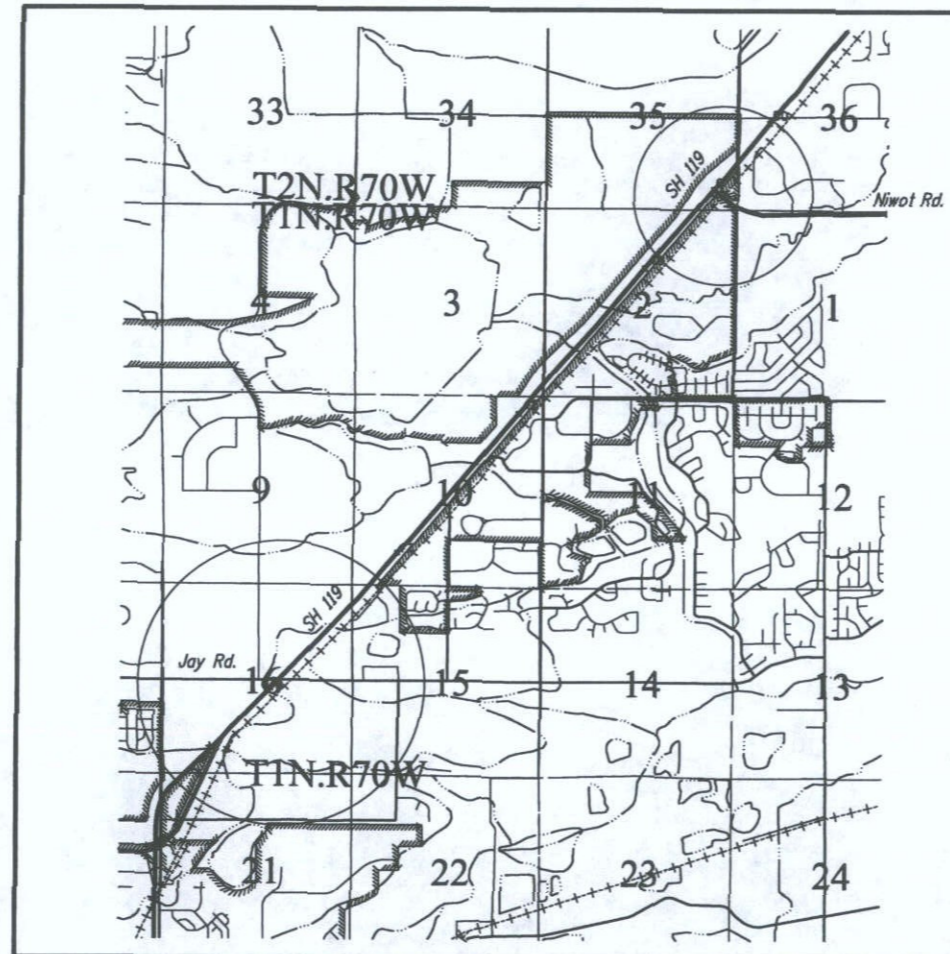 33 34 35 36
SH 119
T2N.R70W
T1N.R70W
Niwot Rd.
4 3 2 1
9 10 11 12
SH 119
Jay Rd.
16 15 14 13
T1N.R70W
21 22 23 24